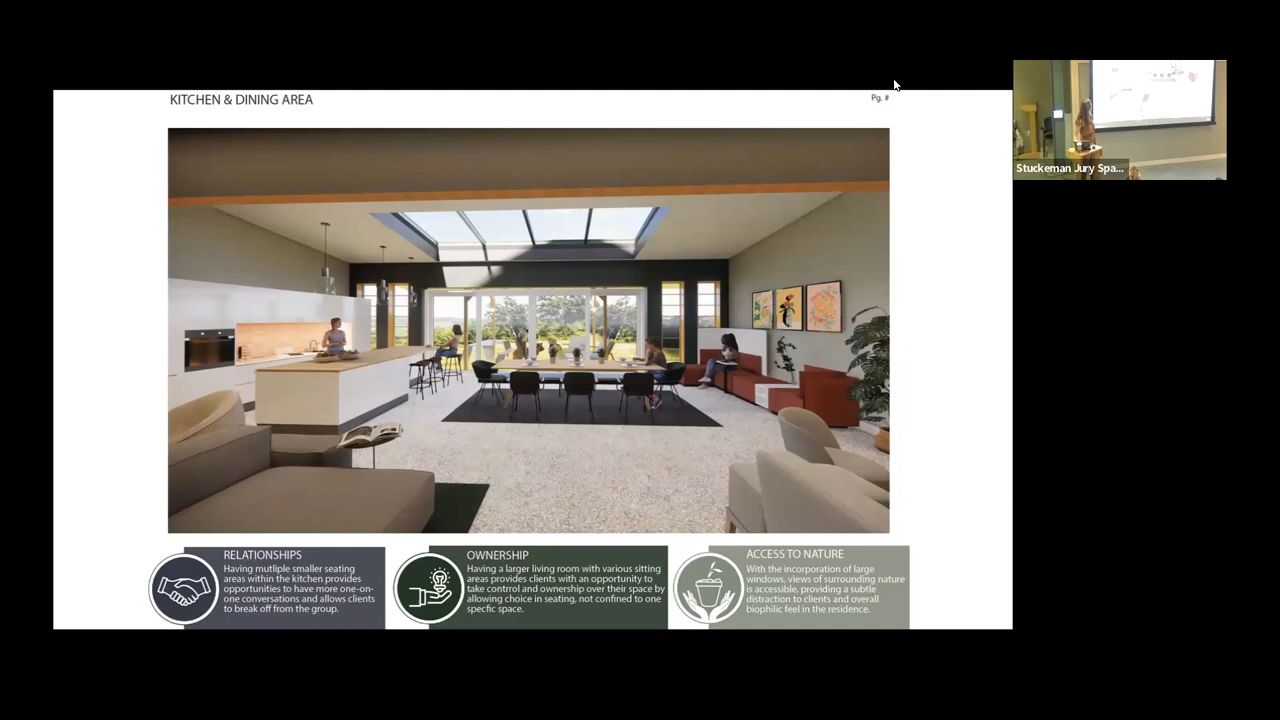 KITCHEN & DINING AREA
Pg. #
Stuckeman Jury Spa...
RELATIONSHIPS
Having mutliple smaller seating
areas within the kitchen provides
opportunities to have more one-on-
one conversations and allows clients
to break off from the group.
OWNERSHIP
Having a larger living room with various sitting
areas provides clients with an opportunity to
take control and ownership over their space by
allowing choice in seating, not confined to one
specfic space.
ACCESS TO NATURE
With the incorporation of large
windows, views of surrounding nature
is accessible, providing a subtle
distraction to clients and overall
biophilic feel in the residence.